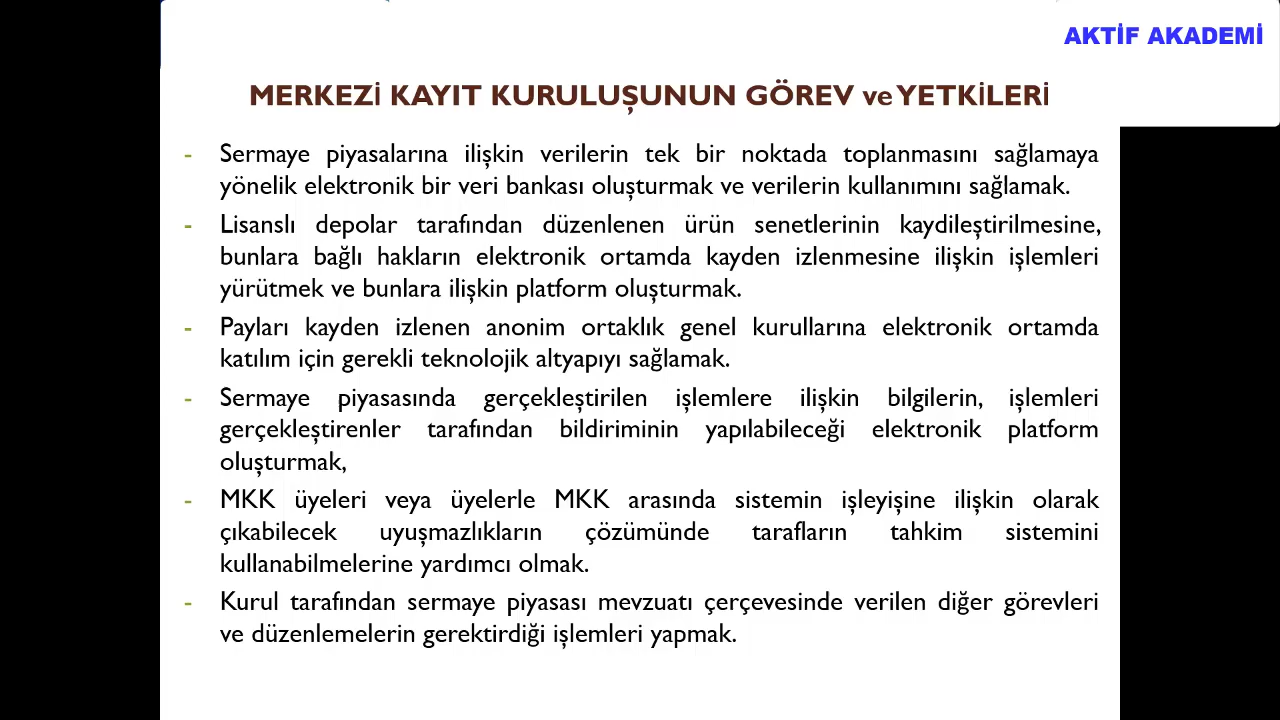 AKTİF AKADEMİ
MERKEZİ KAYIT KURULUŞUNUN GÖREV ve YETKİLERİ
- Sermaye piyasalarına ilişkin verilerin tek bir noktada toplanmasını sağlamaya
yönelik elektronik bir veri bankası oluşturmak ve verilerin kullanımını sağlamak.
- Lisanslı depolar tarafından düzenlenen ürün senetlerinin kaydileştirilmesine,
bunlara bağlı hakların elektronik ortamda kayden izlenmesine ilişkin işlemleri
yürütmek ve bunlara ilişkin platform oluşturmak.
- Payları kayden izlenen anonim ortaklık genel kurullarına elektronik ortamda
katılım için gerekli teknolojik altyapıyı sağlamak.
- Sermaye piyasasında gerçekleştirilen işlemlere ilişkin bilgilerin, işlemleri
gerçekleştirenler tarafından bildiriminin yapılabileceği elektronik platform
oluşturmak,
- MKK üyeleri veya üyelerle MKK arasında sistemin işleyişine ilişkin olarak
çıkabilecek uyuşmazlıkların çözümünde tarafların tahkim sistemini
kullanabilmelerine yardımcı olmak.
- Kurul tarafından sermaye piyasası mevzuatı çerçevesinde verilen diğer görevleri
ve düzenlemelerin gerektirdiği işlemleri yapmak.